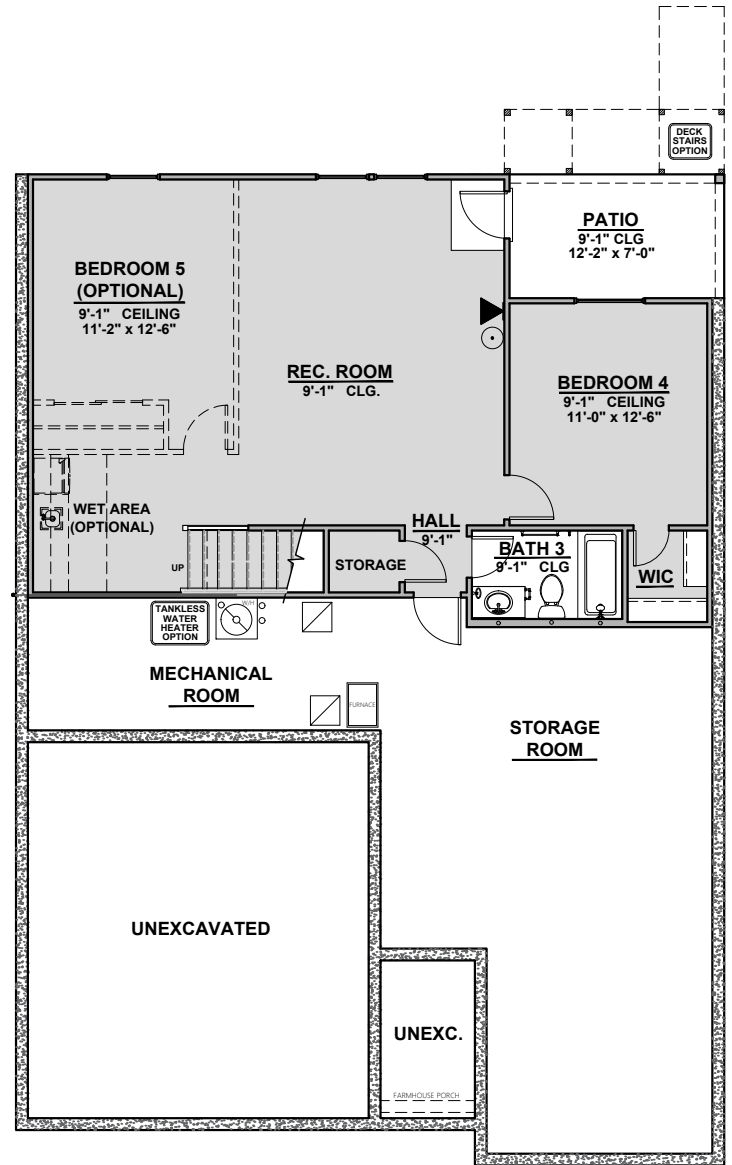 DECK
STAIRS
OPTION
PATIO
9'-1" CLG
12'-2" x 7'-0"
BEDROOM 5
(OPTIONAL)
9'-1" CEILING
11'-2" x 12'-6"
REC. ROOM
9'-1" CLG.
BEDROOM 4
9'-1" CEILING
11'-0" x 12'-6"
WET AREA
(OPTIONAL)
HALL
9'-1"
UP
STORAGE
BATH 3
9'-1" CLG
WIC
TANKLESS
WATER
HEATER
OPTION
W/H
MECHANICAL
ROOM
FURNACE
STORAGE
ROOM
UNEXCAVATED
UNEXC.
FARMHOUSE PORCH